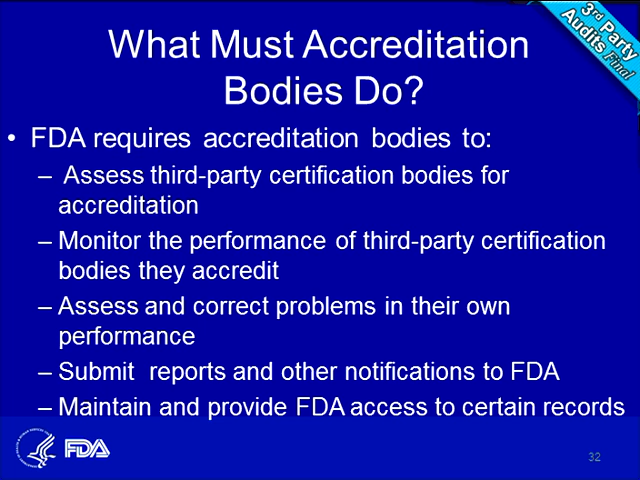 3rd Party
Audits Final
What Must Accreditation
Bodies Do?
• FDA requires accreditation bodies to:
– Assess third-party certification bodies for
accreditation
– Monitor the performance of third-party certification
bodies they accredit
– Assess and correct problems in their own
performance
– Submit reports and other notifications to FDA
– Maintain and provide FDA access to certain records
FDA
32